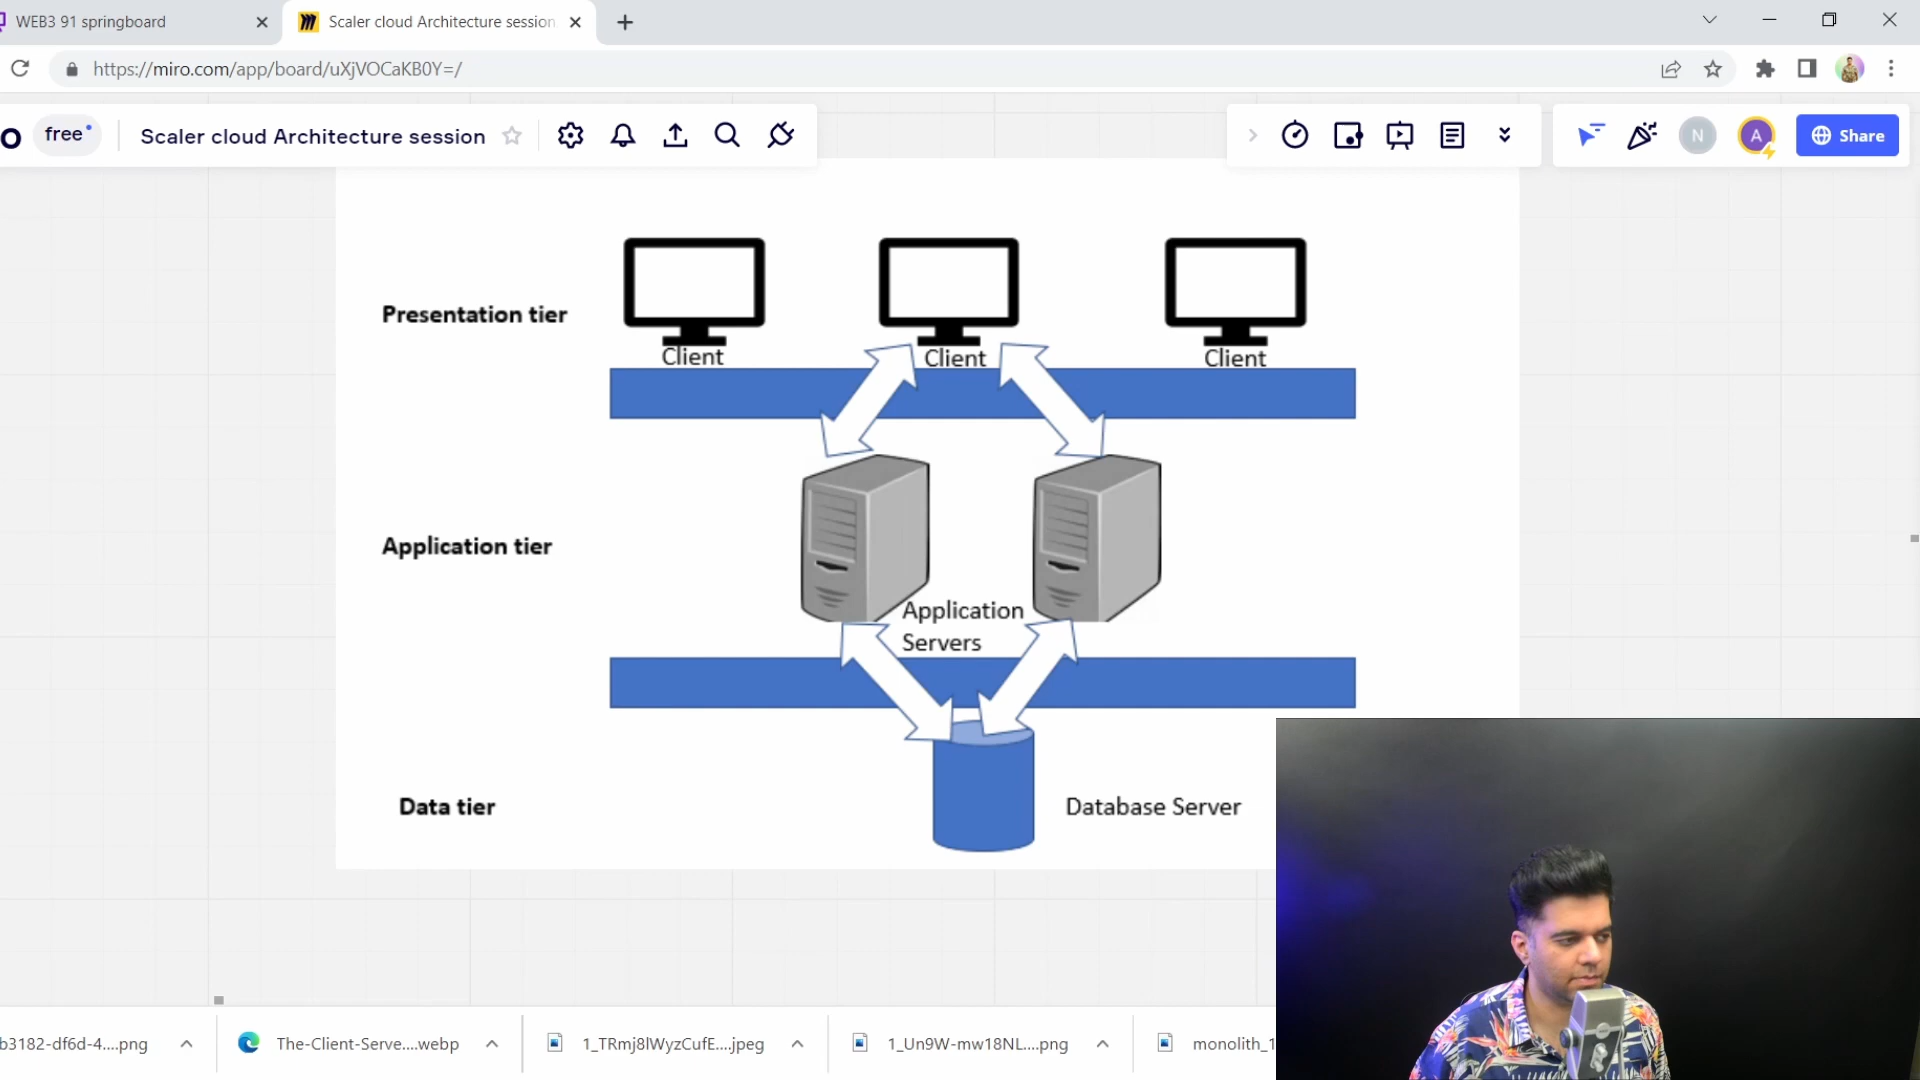 WEB3 91 springboard
Scaler cloud Architecture session
https://miro.com/app/board/uXjVOCaKB0Y=/
o
free
Scaler cloud Architecture session
N
A
Share
Presentation tier
Client
Client
Client
Application tier
Application
Servers
Data tier
Database Server
b3182-df6d-4....png
The-Client-Serve....webp
1_TRmj8lWyzCufE....jpeg
1_Un9W-mw18NL....png
monolith_1